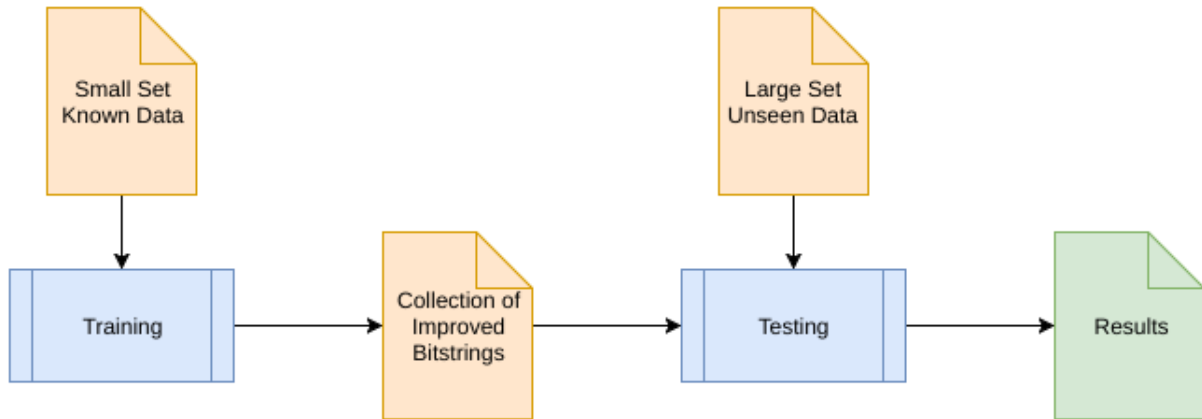 Small Set
Known Data
Large Set
Unseen Data
Training
Collection of
Improved
Bitstrings
Testing
Results